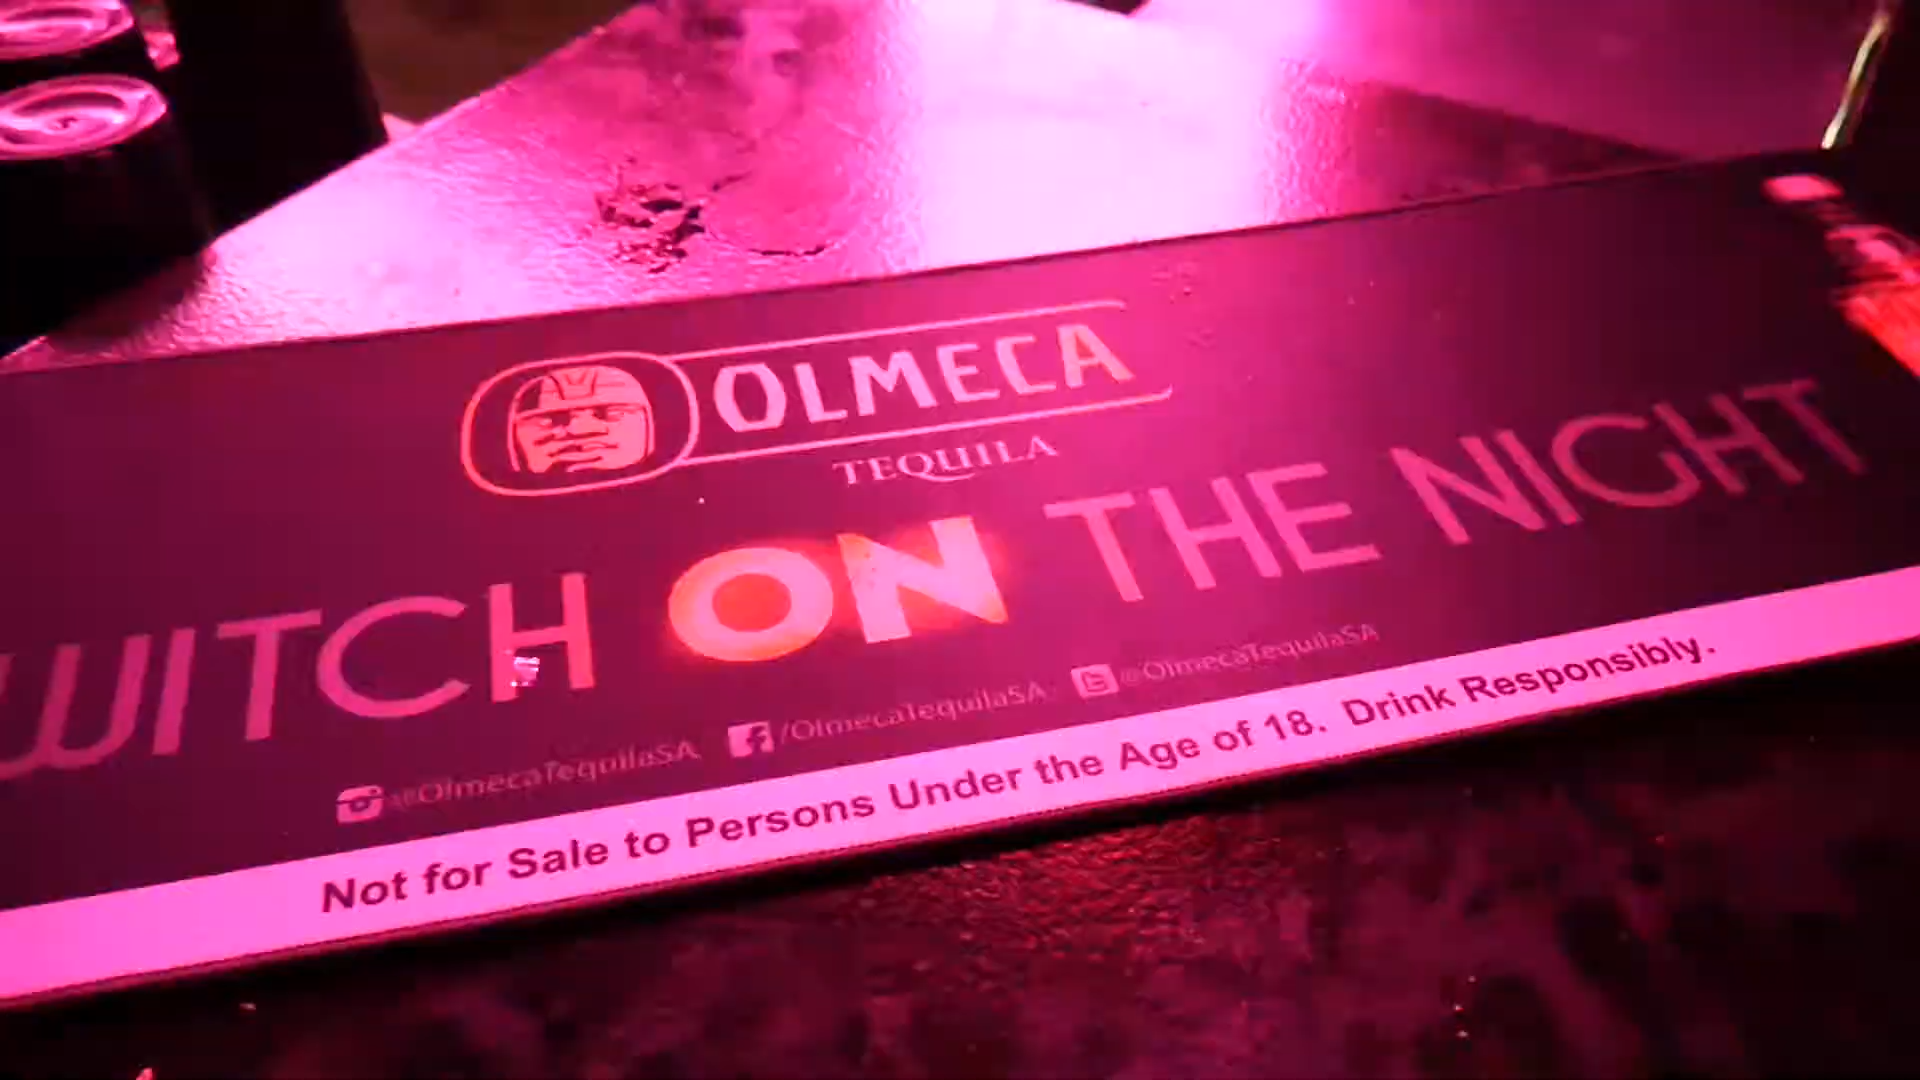 OLMECA
TEQUILA
WITCH ON THE NIGHT
@OlmecaTequilaSA /OlmecaTequilaSA @OlmecaTequilaSA
Not for Sale to Persons Under the Age of 18. Drink Responsibly.